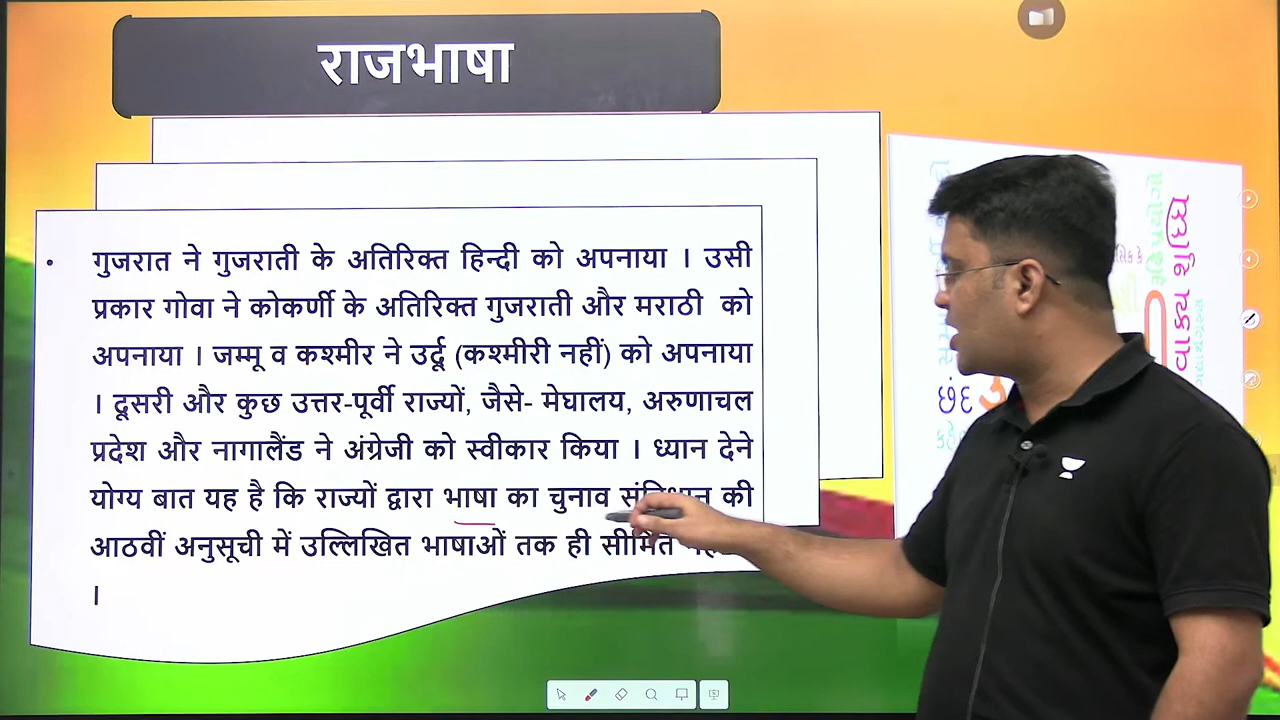 राजभाषा
• गुजरात ने गुजराती के अतिरिक्त हिन्दी को अपनाया । उसी
प्रकार गोवा ने कोकर्णी के अतिरिक्त गुजराती और मराठी को
अपनाया । जम्मू व कश्मीर ने उर्दू (कश्मीरी नहीं) को अपनाया
। दूसरी और कुछ उत्तर-पूर्वी राज्यों, जैसे- मेघालय, अरुणाचल
प्रदेश और नागालैंड ने अंग्रेजी को स्वीकार किया । ध्यान देने
योग्य बात यह है कि राज्यों द्वारा भाषा का चुनाव संविधान की
आठवीं अनुसूची में उल्लिखित भाषाओं तक ही सीमित
।
વાક્ય શુધ્ધિ
છંદ